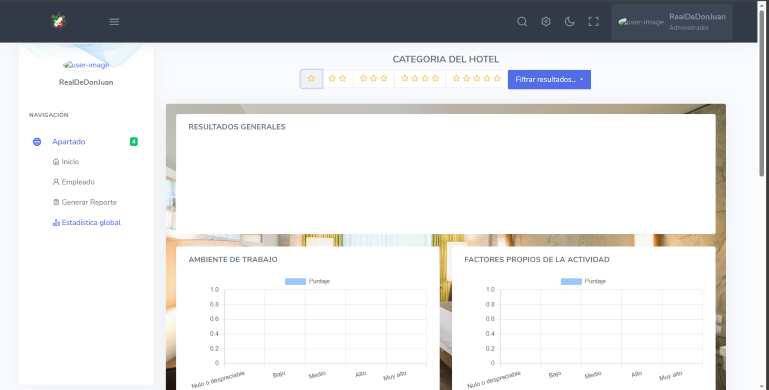 user-image
RealDeDonJuan
Administrador
user-image
RealDeDonJuan
NAVEGACIÓN
Apartado 4
Inicio
Empleado
Generar Reporte
Estadística global
CATEGORIA DEL HOTEL
Filtrar resultados...
RESULTADOS GENERALES
AMBIENTE DE TRABAJO
Puntaje
1.0
0.8
0.6
0.4
0.2
0
Nulo o despreciable Bajo Medio Alto Muy alto
FACTORES PROPIOS DE LA ACTIVIDAD
Puntaje
1.0
0.8
0.6
0.4
0.2
0
Nulo o despreciable Bajo Medio Alto Muy alto